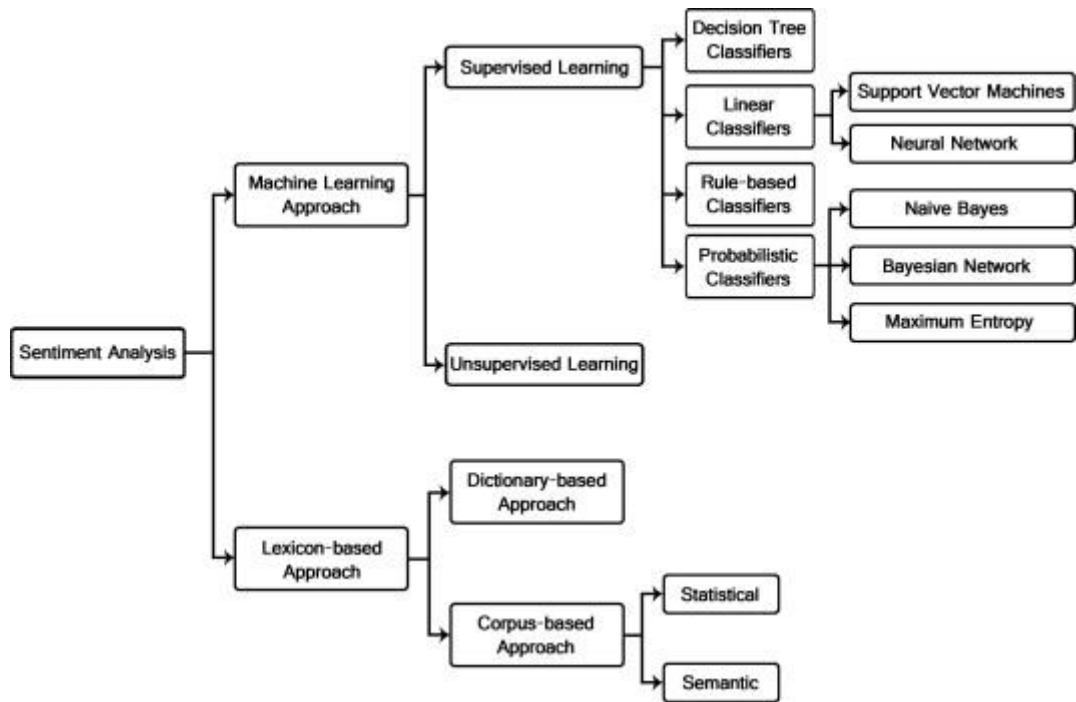 Sentiment Analysis
Machine Learning
Approach
Supervised Learning
Decision Tree
Classifiers
Linear
Classifiers
Support Vector Machines
Neural Network
Rule-based
Classifiers
Probabilistic
Classifiers
Naive Bayes
Bayesian Network
Maximum Entropy
Unsupervised Learning
Lexicon-based
Approach
Dictionary-based
Approach
Corpus-based
Approach
Statistical
Semantic